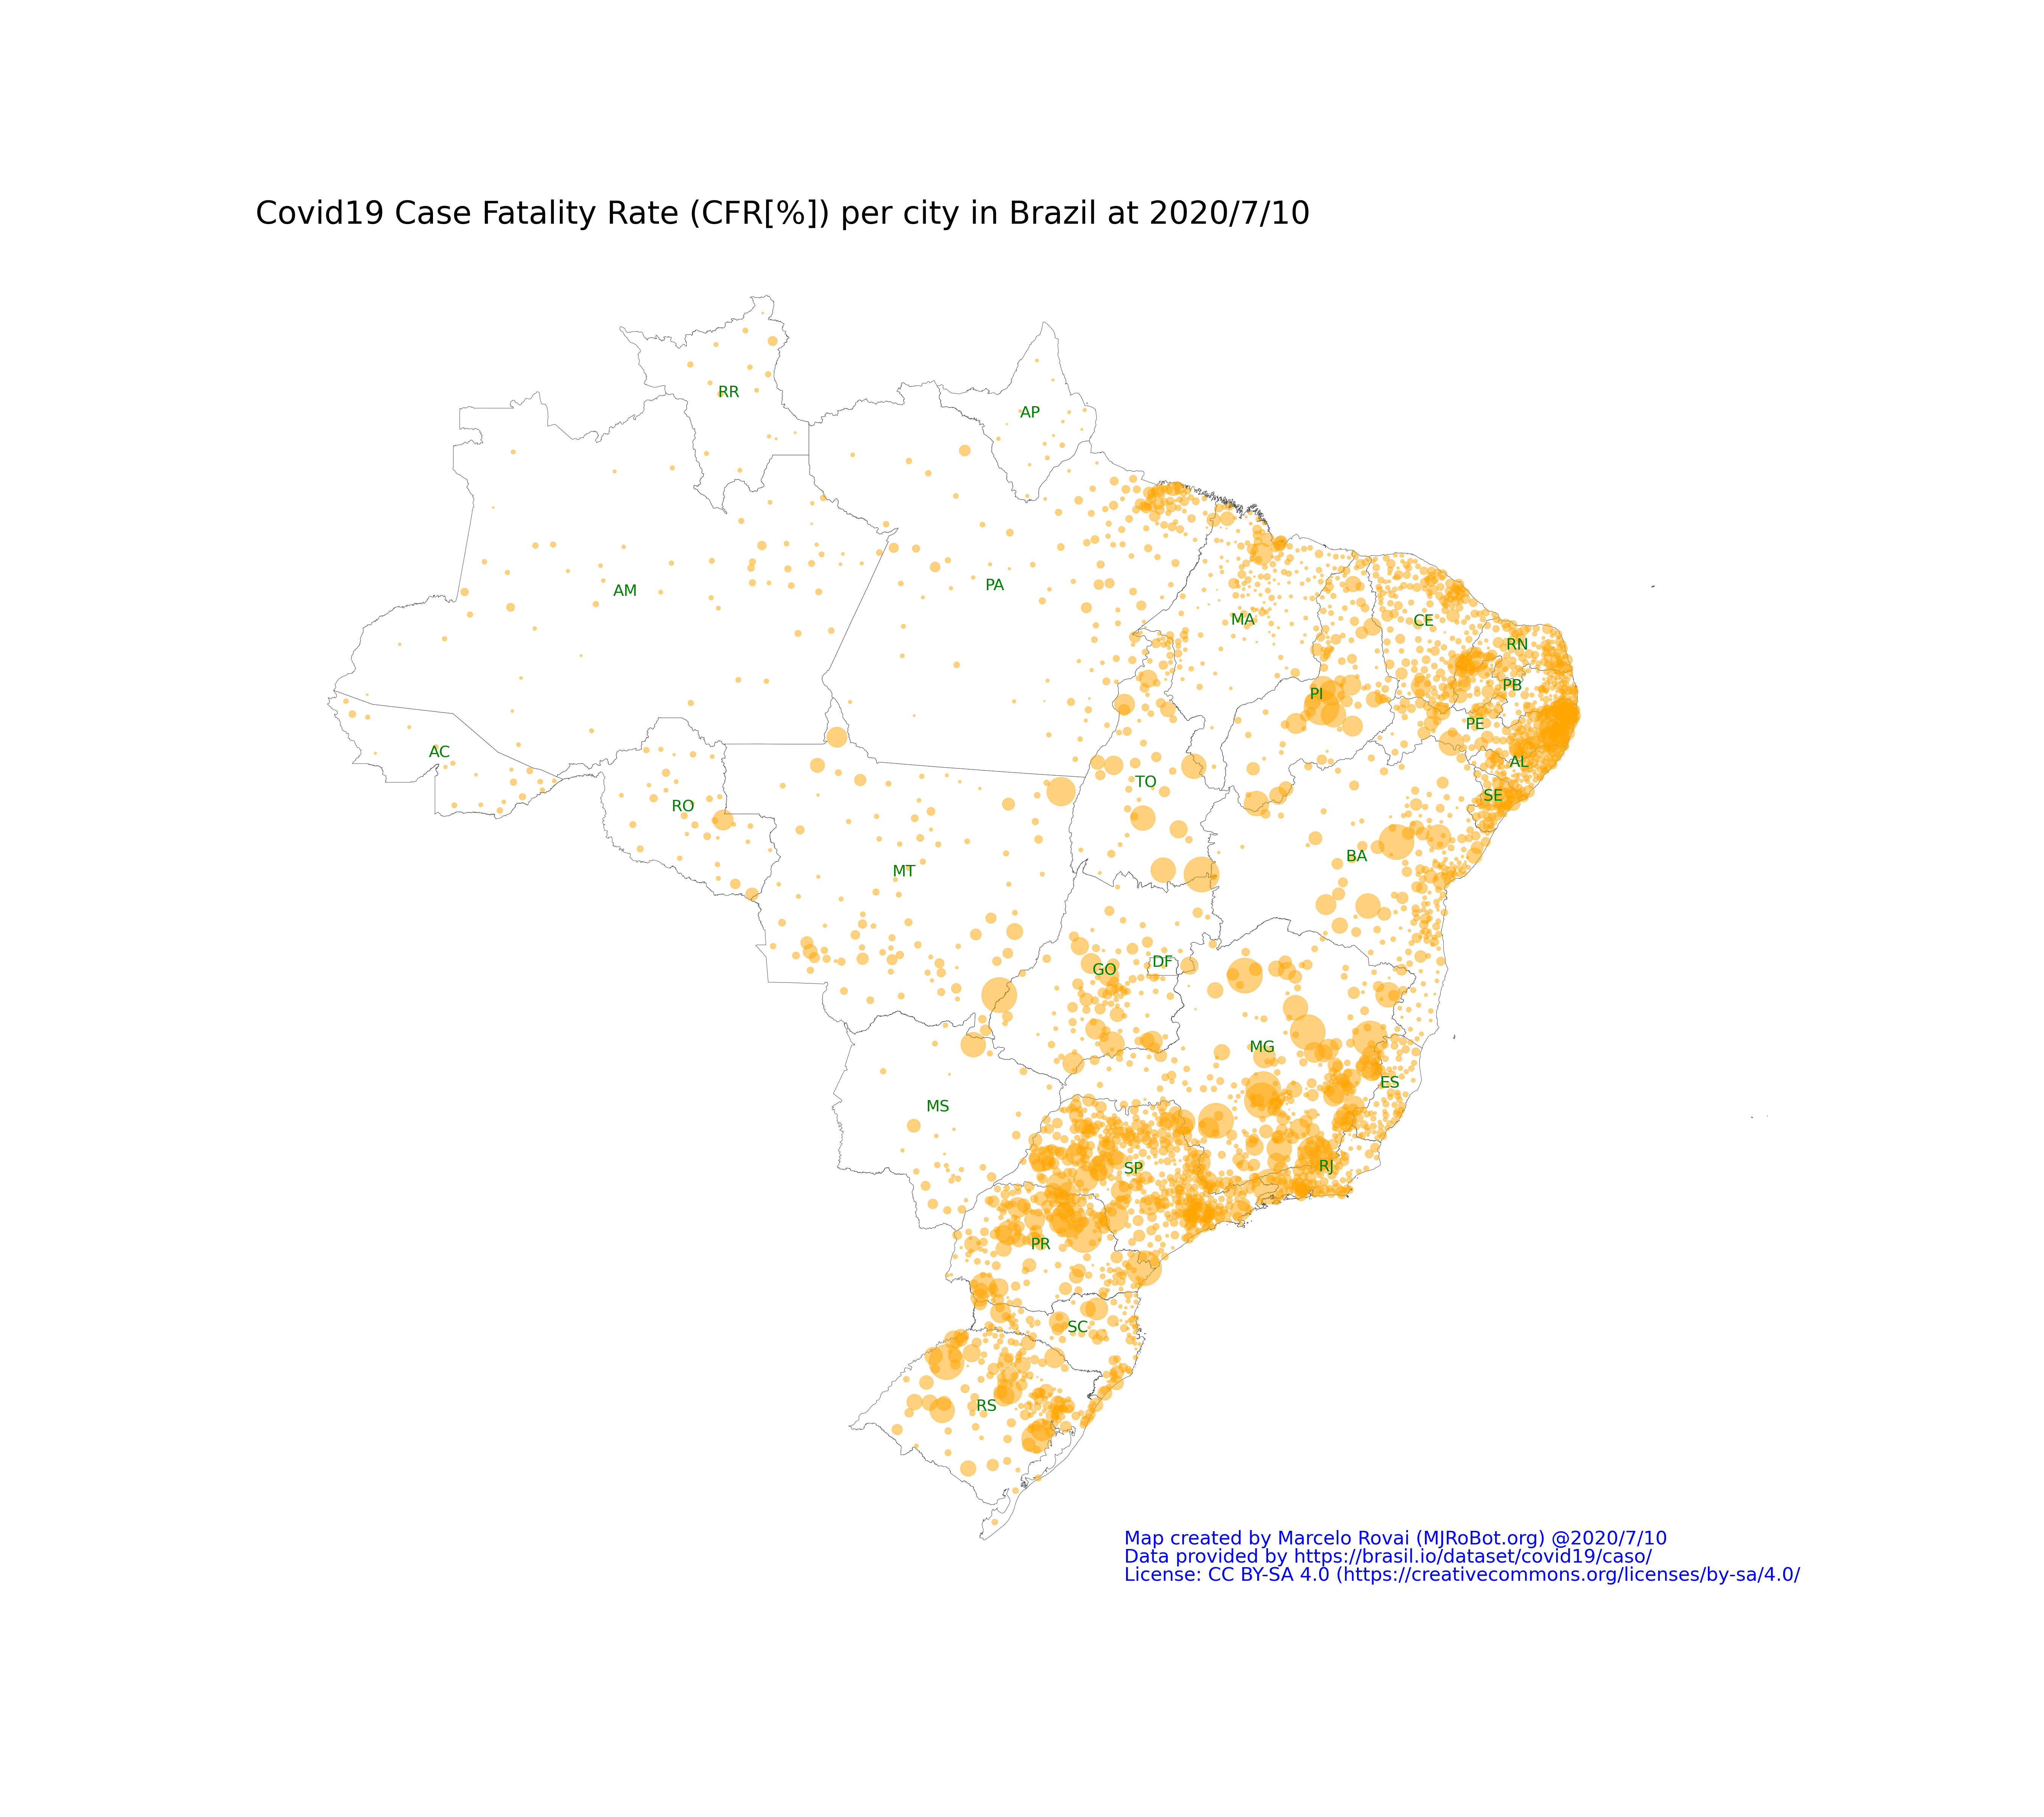 Covid19 Case Fatality Rate (CFR[%]) per city in Brazil at 2020/7/10
RR
AP
AM
PA
MA
CE
RN
PB
PI
PE
AC
AL
TO
SE
RO
BA
MT
DF
GO
MG
ES
MS
RJ
SP
PR
SC
RS
Map created by Marcelo Rovai (MJRoBot.org) @2020/7/10
Data provided by https://brasil.io/dataset/covid19/caso/
License: CC BY-SA 4.0 (https://creativecommons.org/licenses/by-sa/4.0/